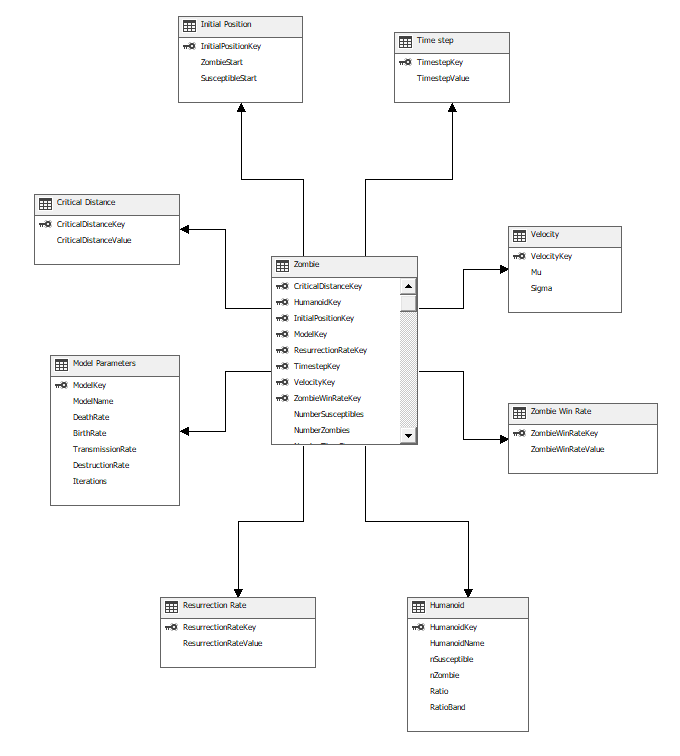 Initial Position
InitialPositionKey
ZombieStart
SusceptibleStart
Time step
TimestepKey
TimestepValue
Critical Distance
CriticalDistanceKey
CriticalDistanceValue
Velocity
VelocityKey
Mu
Sigma
Zombie
CriticalDistanceKey
HumanoidKey
InitialPositionKey
ModelKey
ResurrectionRateKey
TimestepKey
VelocityKey
ZombieWinRateKey
NumberSusceptibles
NumberZombies
Model Parameters
ModelKey
ModelName
DeathRate
BirthRate
TransmissionRate
DestructionRate
Iterations
Zombie Win Rate
ZombieWinRateKey
ZombieWinRateValue
Resurrection Rate
ResurrectionRateKey
ResurrectionRateValue
Humanoid
HumanoidKey
HumanoidName
nSusceptible
nZombie
Ratio
RatioBand